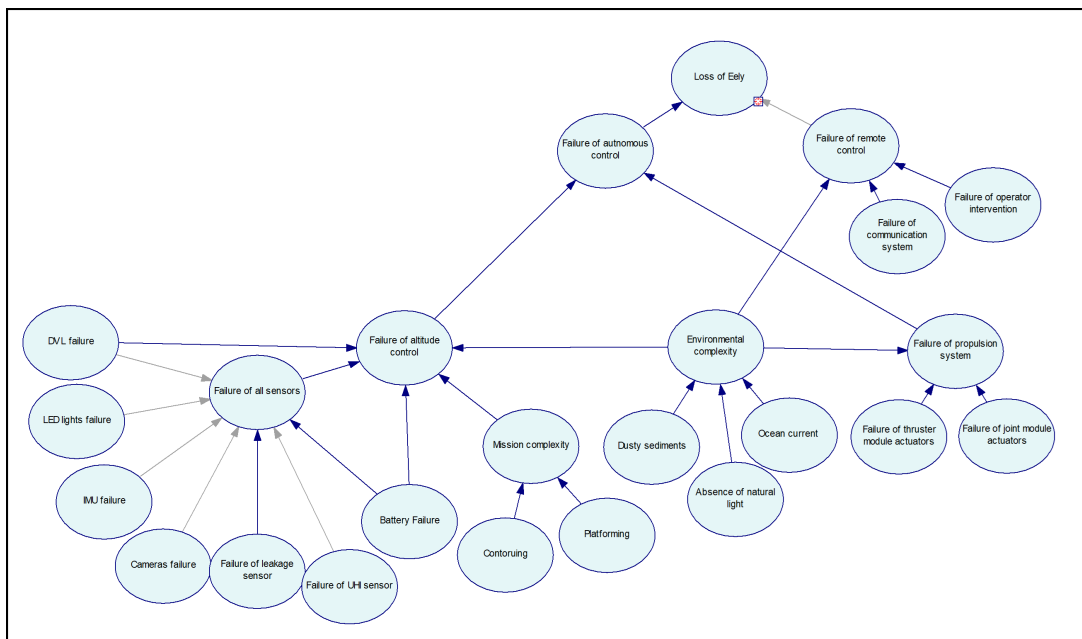 Loss of Eely
Failure of autnomous
control
Failure of remote
control
Failure of operator
intervention
Failure of
communication
system
DVL failure
Failure of altitude
control
Environmental
complexity
Failure of propulsion
system
Failure of all sensors
LED lights failure
Mission complexity
Dusty sediments
Ocean current
Failure of thruster
module actuators
Failure of joint module
actuators
IMU failure
Absence of natural
light
Battery Failure
Platforming
Contoruing
Cameras failure
Failure of leakage
sensor
Failure of UHI sensor